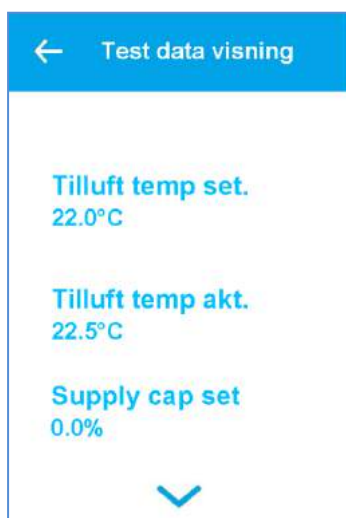 Test data visning
Tilluft temp set.
22.0°C
Tilluft temp akt.
22.5°C
Supply cap set
0.0%